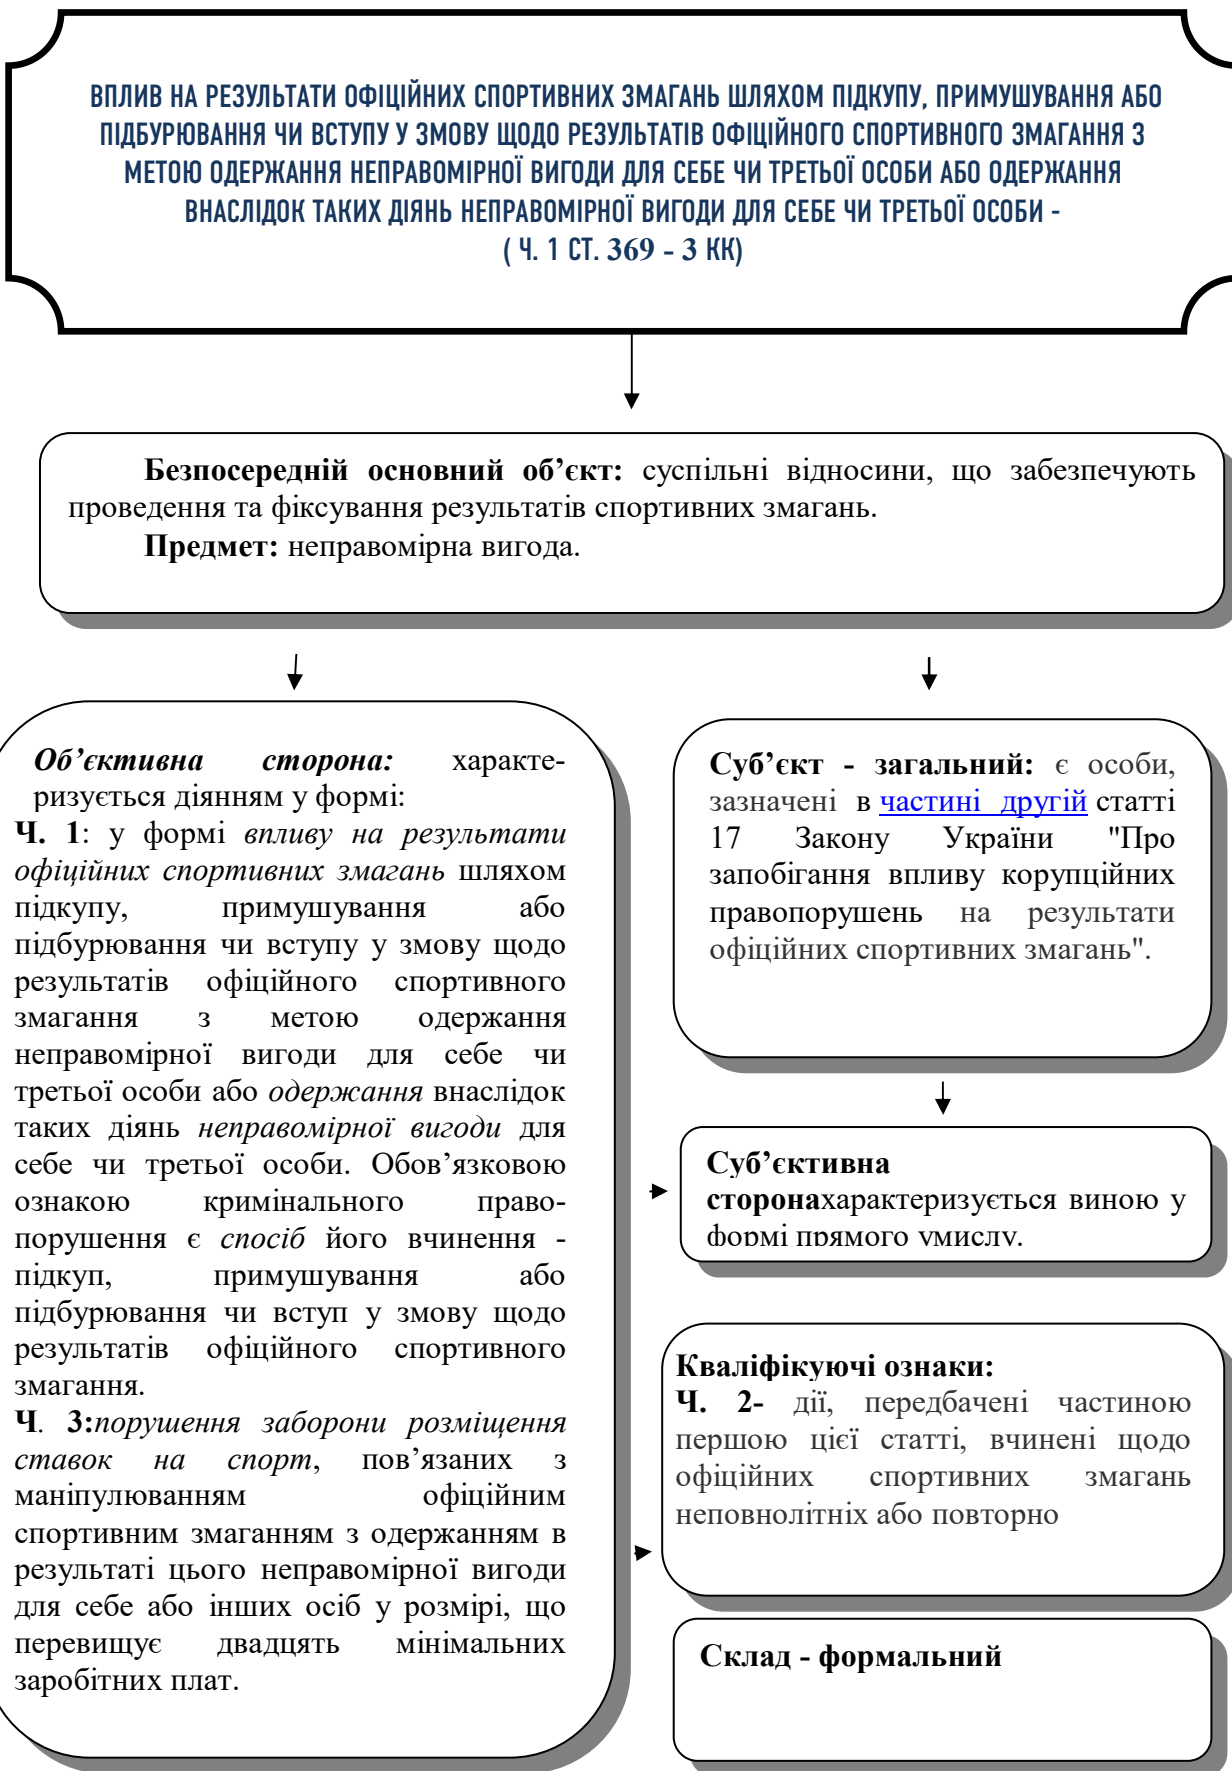 ВПЛИВ НА РЕЗУЛЬТАТИ ОФІЦІЙНИХ СПОРТИВНИХ ЗМАГАНЬ ШЛЯХОМ ПІДКУПУ, ПРИМУШУВАННЯ АБО
ПІДБУРЮВАННЯ ЧИ ВСТУПУ У ЗМОВУ ЩОДО РЕЗУЛЬТАТІВ ОФІЦІЙНОГО СПОРТИВНОГО ЗМАГАННЯ З
МЕТОЮ ОДЕРЖАННЯ НЕПРАВОМІРНОЇ ВИГОДИ ДЛЯ СЕБЕ ЧИ ТРЕТЬОЇ ОСОБИ АБО ОДЕРЖАННЯ
ВНАСЛІДОК ТАКИХ ДІЯНЬ НЕПРАВОМІРНОЇ ВИГОДИ ДЛЯ СЕБЕ ЧИ ТРЕТЬОЇ ОСОБИ -
( Ч. 1 СТ. 369 - 3 КК)
Безпосередній основний об’єкт: суспільні відносини, що забезпечують
проведення та фіксування результатів спортивних змагань.
Предмет: неправомірна вигода.
Об’єктивна сторона: характе-
ризується діянням у формі:
Ч. 1: у формі впливу на результати
офіційних спортивних змагань шляхом
підкупу, примушування або
підбурювання чи вступу у змову щодо
результатів офіційного спортивного
змагання з метою одержання
неправомірної вигоди для себе чи
третьої особи або одержання внаслідок
таких діянь неправомірної вигоди для
себе чи третьої особи. Обов’язковою
ознакою кримінального право-
порушення є спосіб його вчинення -
підкуп, примушування або
підбурювання чи вступ у змову щодо
результатів офіційного спортивного
змагання.
Ч. 3:порушення заборони розміщення
ставок на спорт, пов’язаних з
маніпулюванням офіційним
спортивним змаганням з одержанням в
результаті цього неправомірної вигоди
для себе або інших осіб у розмірі, що
перевищує двадцять мінімальних
заробітних плат.
Суб’єкт - загальний: є особи,
зазначені в частині другій статті
17 Закону України "Про
запобігання впливу корупційних
правопорушень на результати
офіційних спортивних змагань".
Суб’єктивна
сторонахарактеризується виною у
формі прямого умислу.
Кваліфікуючі ознаки:
Ч. 2- дії, передбачені частиною
першою цієї статті, вчинені щодо
офіційних спортивних змагань
неповнолітніх або повторно
Склад - формальний